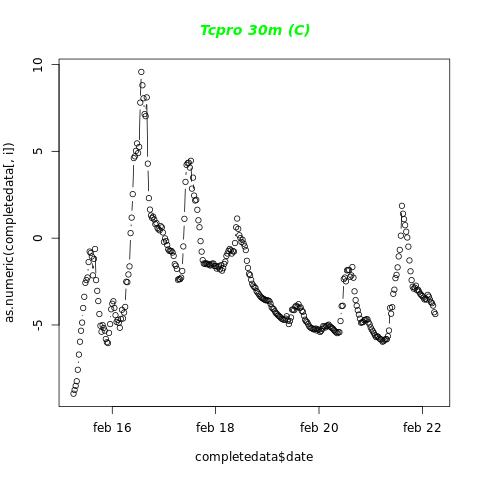 Tcpro 30m (C)
as.numeric(completedata[, i])
10
5
0
-5
feb 16
feb 18
feb 20
feb 22
completedata$date